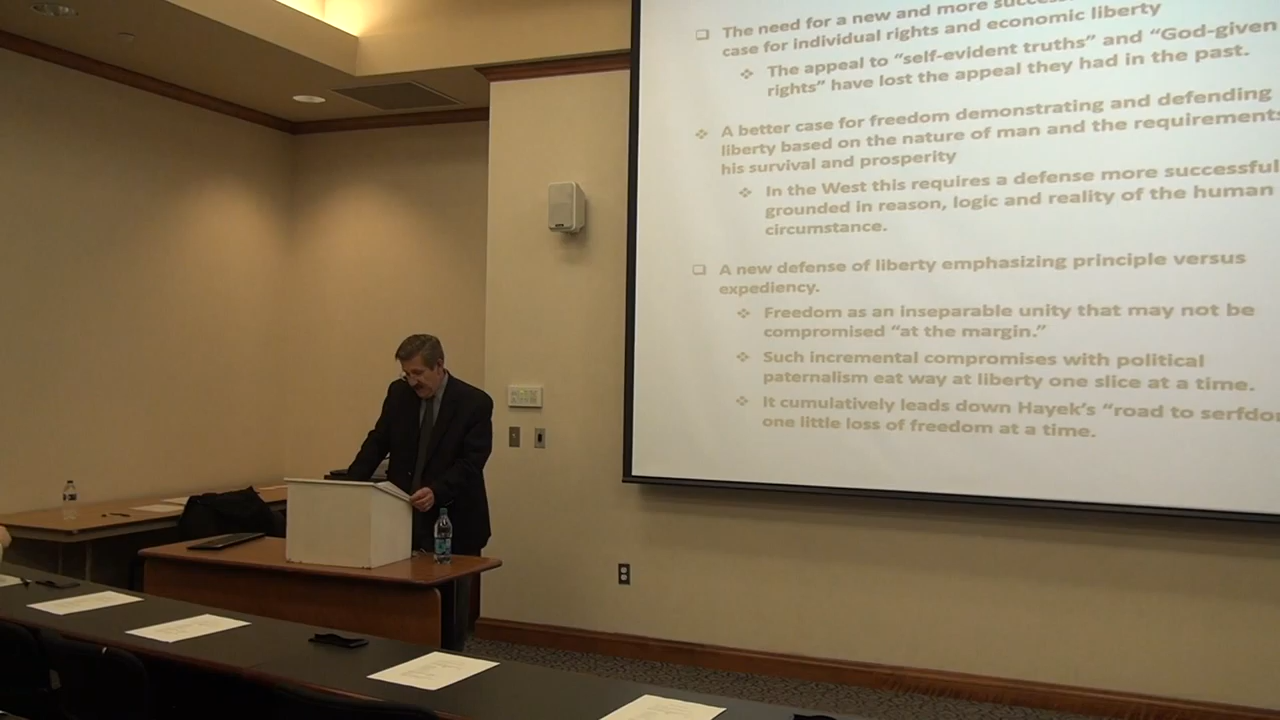 The need for a new and more
case for individual rights and economic liberty
The appeal to “self-evident truths” and “God-given
rights” have lost the appeal they had in the past.
A better case for freedom demonstrating and defending
liberty based on the nature of man and the requirements
his survival and prosperity
In the West this requires a defense more successful
grounded in reason, logic and reality of the human
circumstance.
A new defense of liberty emphasizing principle versus
expediency.
Freedom as an inseparable unity that may not be
compromised “at the margin.”
Such incremental compromises with political
paternalism eat way at liberty one slice at a time.
It cumulatively leads down Hayek’s “road to
one little loss of freedom at a time.